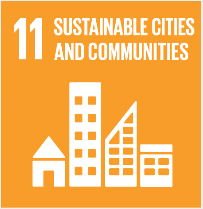 11 SUSTAINABLE CITIES
AND COMMUNITIES